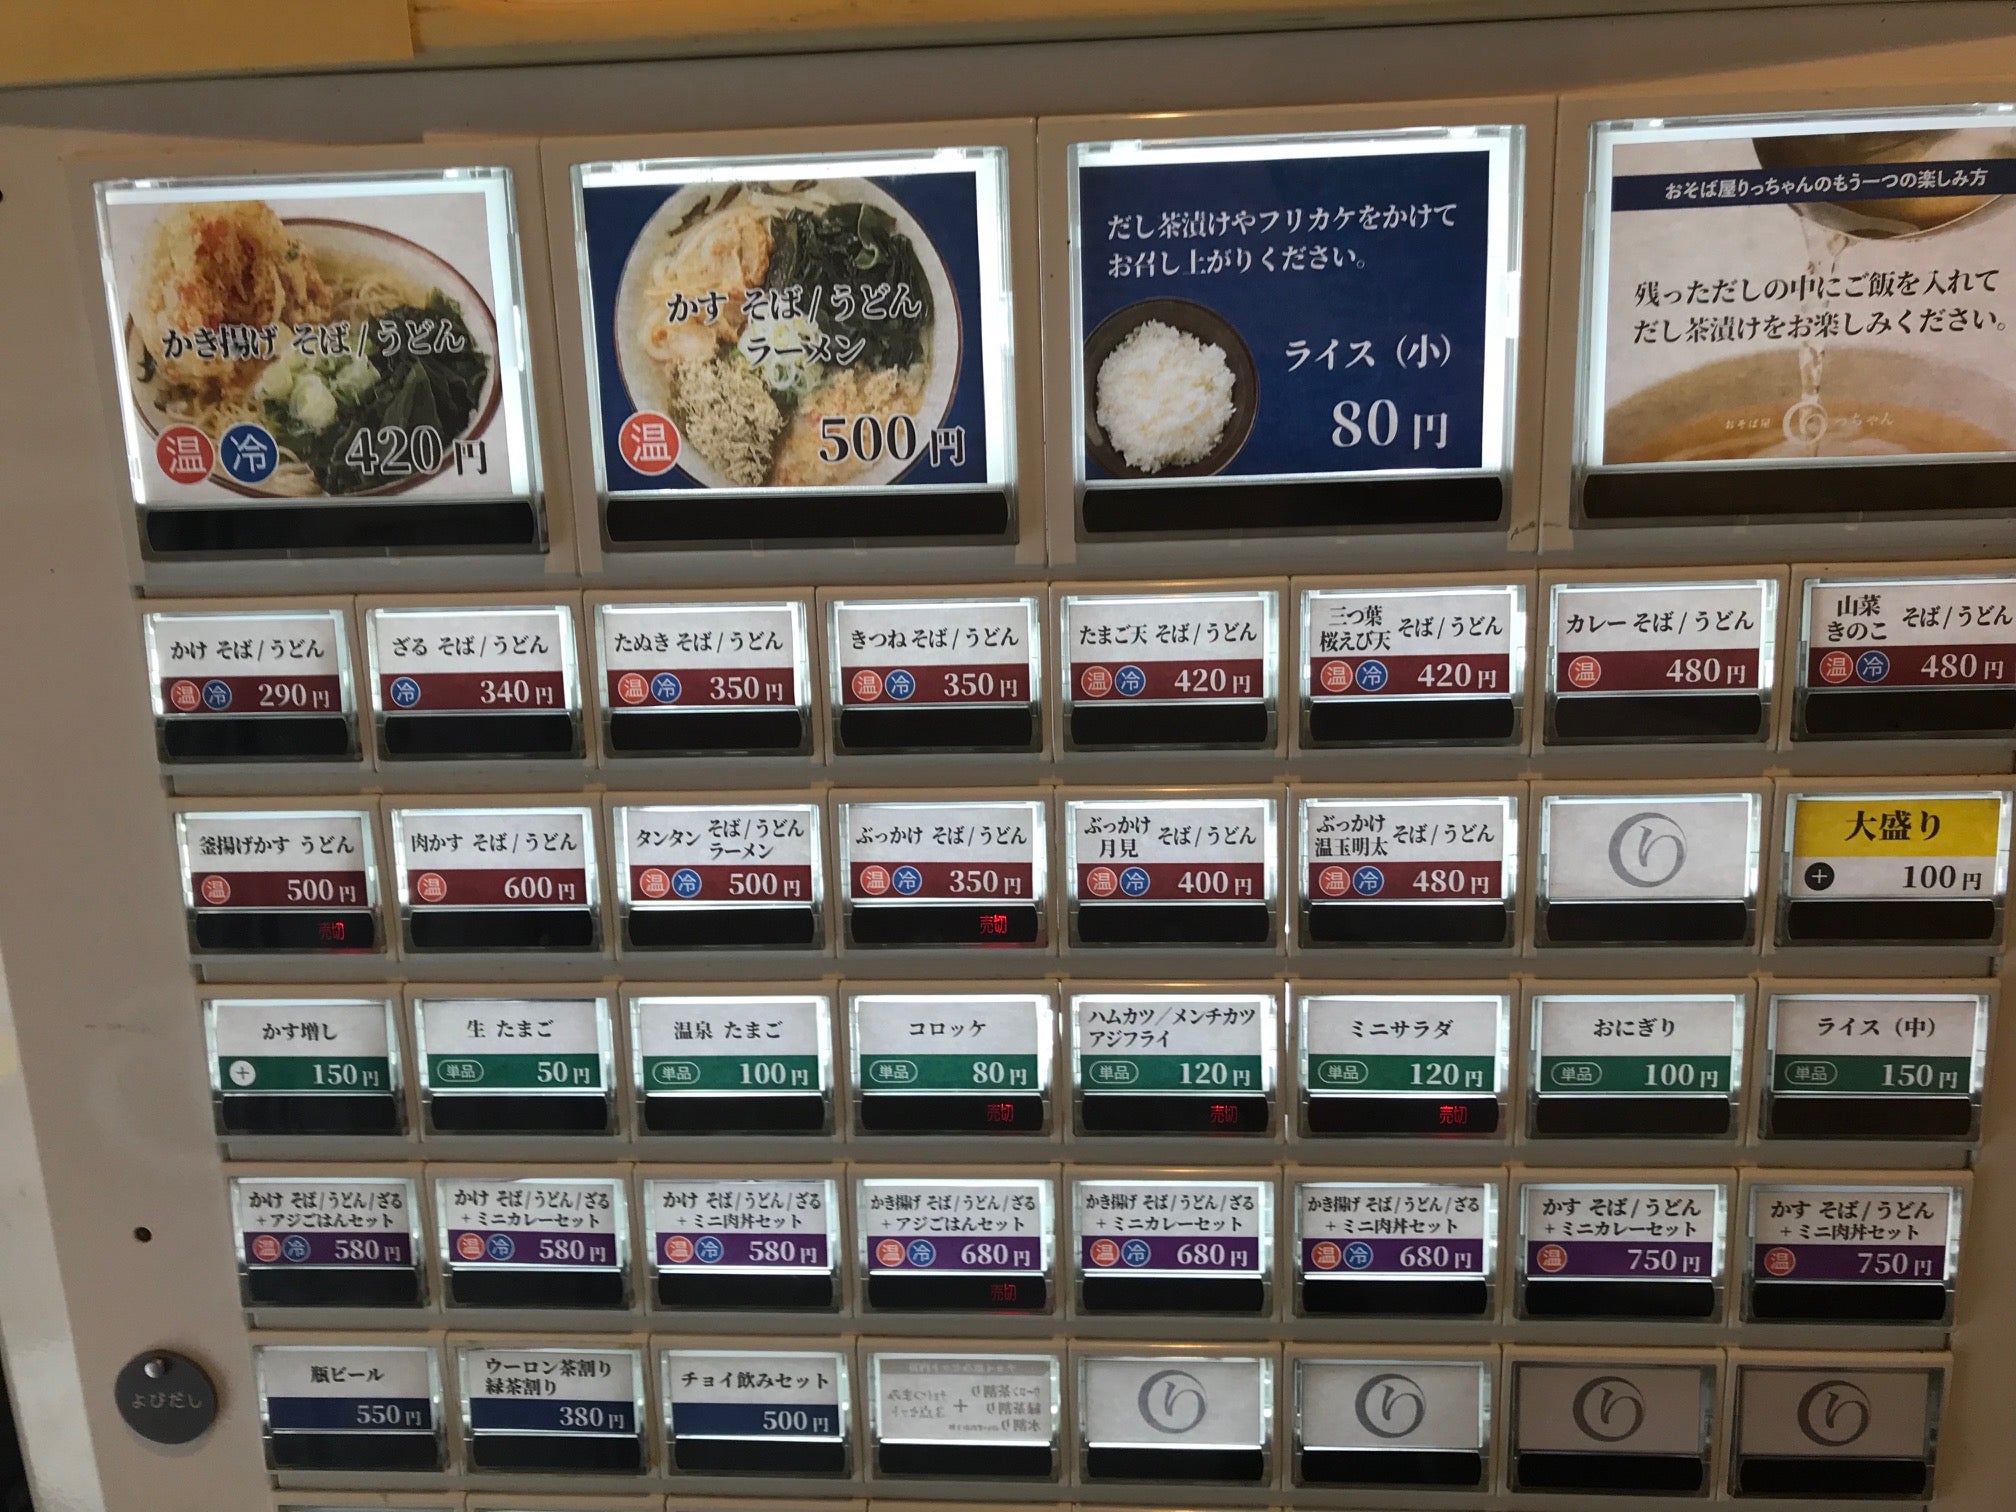 かき揚げ そば/うどん
温 冷 420円
かす そば/うどん
ラーメン
温 500円
だし茶漬けやフリカケをかけて
お召し上がりください。
ライス（小）
80円
おそば屋りっちゃんのもう一つの楽しみ方
残っただしの中にご飯を入れて
だし茶漬けをお楽しみください。
おそば屋 りっちゃん
かけ そば/うどん
温 冷 290円
ざる そば/うどん
冷 340円
たぬき そば/うどん
温 冷 350円
きつね そば/うどん
温 冷 350円
たまご天 そば/うどん
温 冷 420円
三つ葉
桜えび天 そば/うどん
温 冷 420円
カレー そば/うどん
温 480円
山菜
きのこ そば/うどん
温 冷 480円
釜揚げかす うどん
温 500円
売切
肉かす そば/うどん
温 600円
タンタン そば/うどん
ラーメン
温 冷 500円
ぶっかけ そば/うどん
温 冷 350円
売切
ぶっかけ
月見 そば/うどん
温 冷 400円
ぶっかけ
温玉明太 そば/うどん
温 冷 480円
り
大盛り
+ 100円
かす増し
+ 150円
生 たまご
単品 50円
温泉 たまご
単品 100円
コロッケ
単品 80円
売切
ハムカツ／メンチカツ
アジフライ
単品 120円
売切
ミニサラダ
単品 120円
売切
おにぎり
単品 100円
ライス（中）
単品 150円
かけ そば/うどん/ざる
+アジごはんセット
温 冷 580円
かけ そば/うどん/ざる
+ミニカレーセット
温 冷 580円
かけ そば/うどん/ざる
+ミニ肉丼セット
温 冷 580円
かき揚げ そば/うどん/ざる
+アジごはんセット
温 冷 680円
売切
かき揚げ そば/うどん/ざる
+ミニカレーセット
温 冷 680円
かき揚げ そば/うどん/ざる
+ミニ肉丼セット
温 冷 680円
かす そば/うどん
+ミニカレーセット
温 750円
かす そば/うどん
+ミニ肉丼セット
温 750円
よびだし
瓶ビール
550円
ウーロン茶割り
緑茶割り
380円
チョイ飲みセット
500円
り
り
り
り